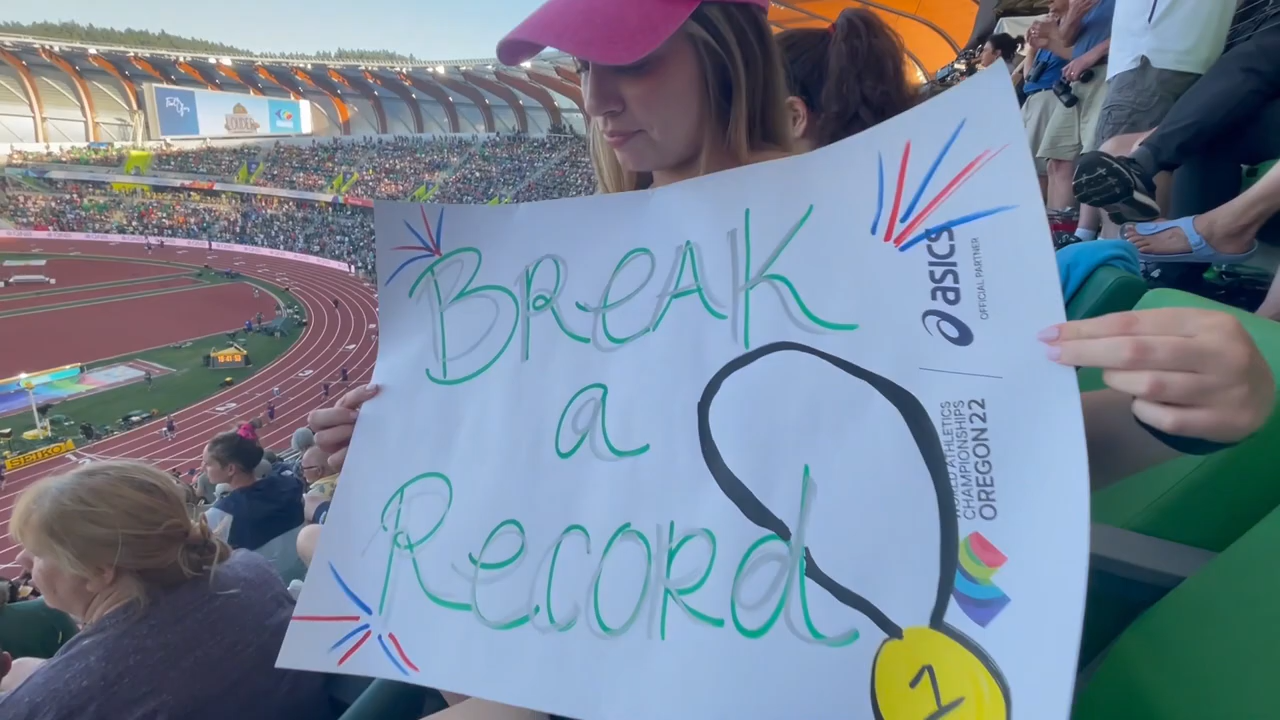 BReAK
a
Record
1
asics
OFFICIAL PARTNER
WORLD ATHLETICS
CHAMPIONSHIPS
OREGON22
SEIKO